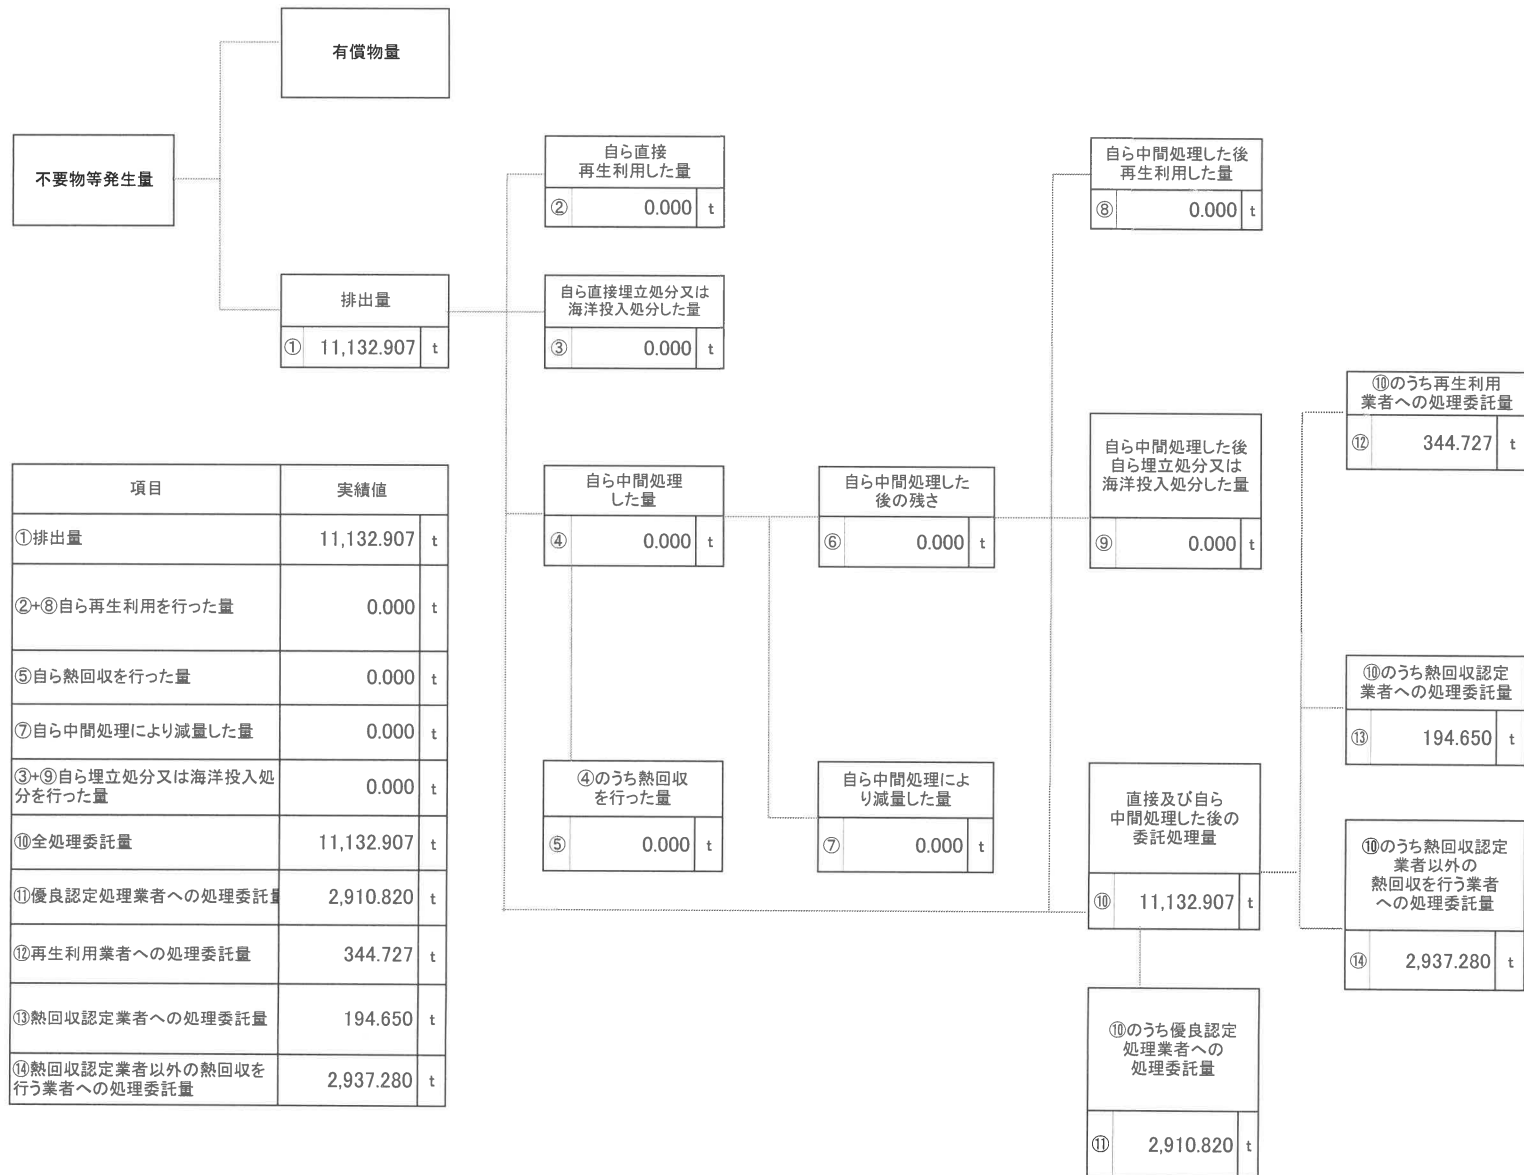 有償物量
不要物等発生量
排出量
① 11,132.907 t
自ら直接
再生利用した量
② 0.000 t
自ら直接埋立処分又は
海洋投入処分した量
③ 0.000 t
自ら中間処理
した量
④ 0.000 t
④のうち熱回収
を行った量
⑤ 0.000 t
自ら中間処理した
後の残さ
⑥ 0.000 t
自ら中間処理によ
り減量した量
⑦ 0.000 t
自ら中間処理した後
再生利用した量
⑧ 0.000 t
自ら中間処理した後
自ら埋立処分又は
海洋投入処分した量
⑨ 0.000 t
直接及び自ら
中間処理した後の
委託処理量
⑩ 11,132.907 t
⑩のうち優良認定
処理業者への
処理委託量
⑪ 2,910.820 t
⑩のうち再生利用
業者への処理委託量
⑫ 344.727 t
⑩のうち熱回収認定
業者への処理委託量
⑬ 194.650 t
⑩のうち熱回収認定
業者以外の
熱回収を行う業者
への処理委託量
⑭ 2,937.280 t
項目 実績値
①排出量 11,132.907 t
②+⑧自ら再生利用を行った量 0.000 t
⑤自ら熱回収を行った量 0.000 t
⑦自ら中間処理により減量した量 0.000 t
③+⑨自ら埋立処分又は海洋投入処
分を行った量 0.000 t
⑩全処理委託量 11,132.907 t
⑪優良認定処理業者への処理委託量 2,910.820 t
⑫再生利用業者への処理委託量 344.727 t
⑬熱回収認定業者への処理委託量 194.650 t
⑭熱回収認定業者以外の熱回収を
行う業者への処理委託量 2,937.280 t